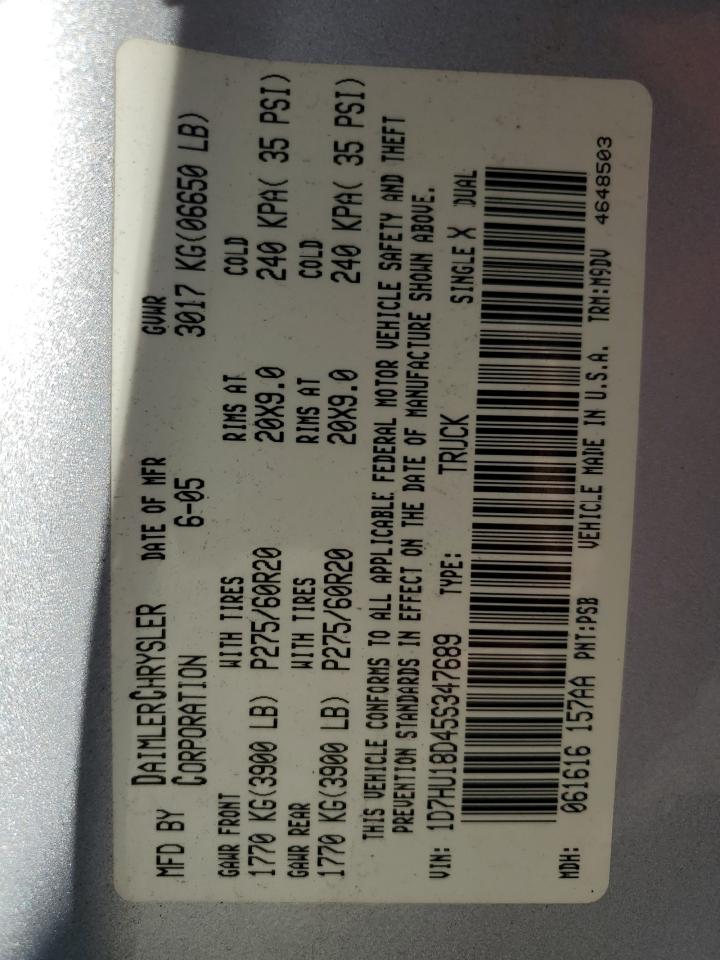 MFD BY DAIMLERCHRYSLER CORPORATION DATE OF MFR 6-05 GVWR 3017 KG(06650 LB)
GAWR FRONT WITH TIRES RIMS AT COLD
1770 KG(3900 LB) P275/60R20 20X9.0 240 KPA( 35 PSI)
GAWR REAR WITH TIRES RIMS AT COLD
1770 KG(3900 LB) P275/60R20 20X9.0 240 KPA( 35 PSI)
THIS VEHICLE CONFORMS TO ALL APPLICABLE FEDERAL MOTOR VEHICLE SAFETY AND THEFT
PREVENTION STANDARDS IN EFFECT ON THE DATE OF MANUFACTURE SHOWN ABOVE.
VIN: 1D7HU18D45S347689 TYPE: TRUCK SINGLE X DUAL
MDH: 061616 157AA PNT:PSB VEHICLE MADE IN U.S.A. TRM:M9DV 4648503